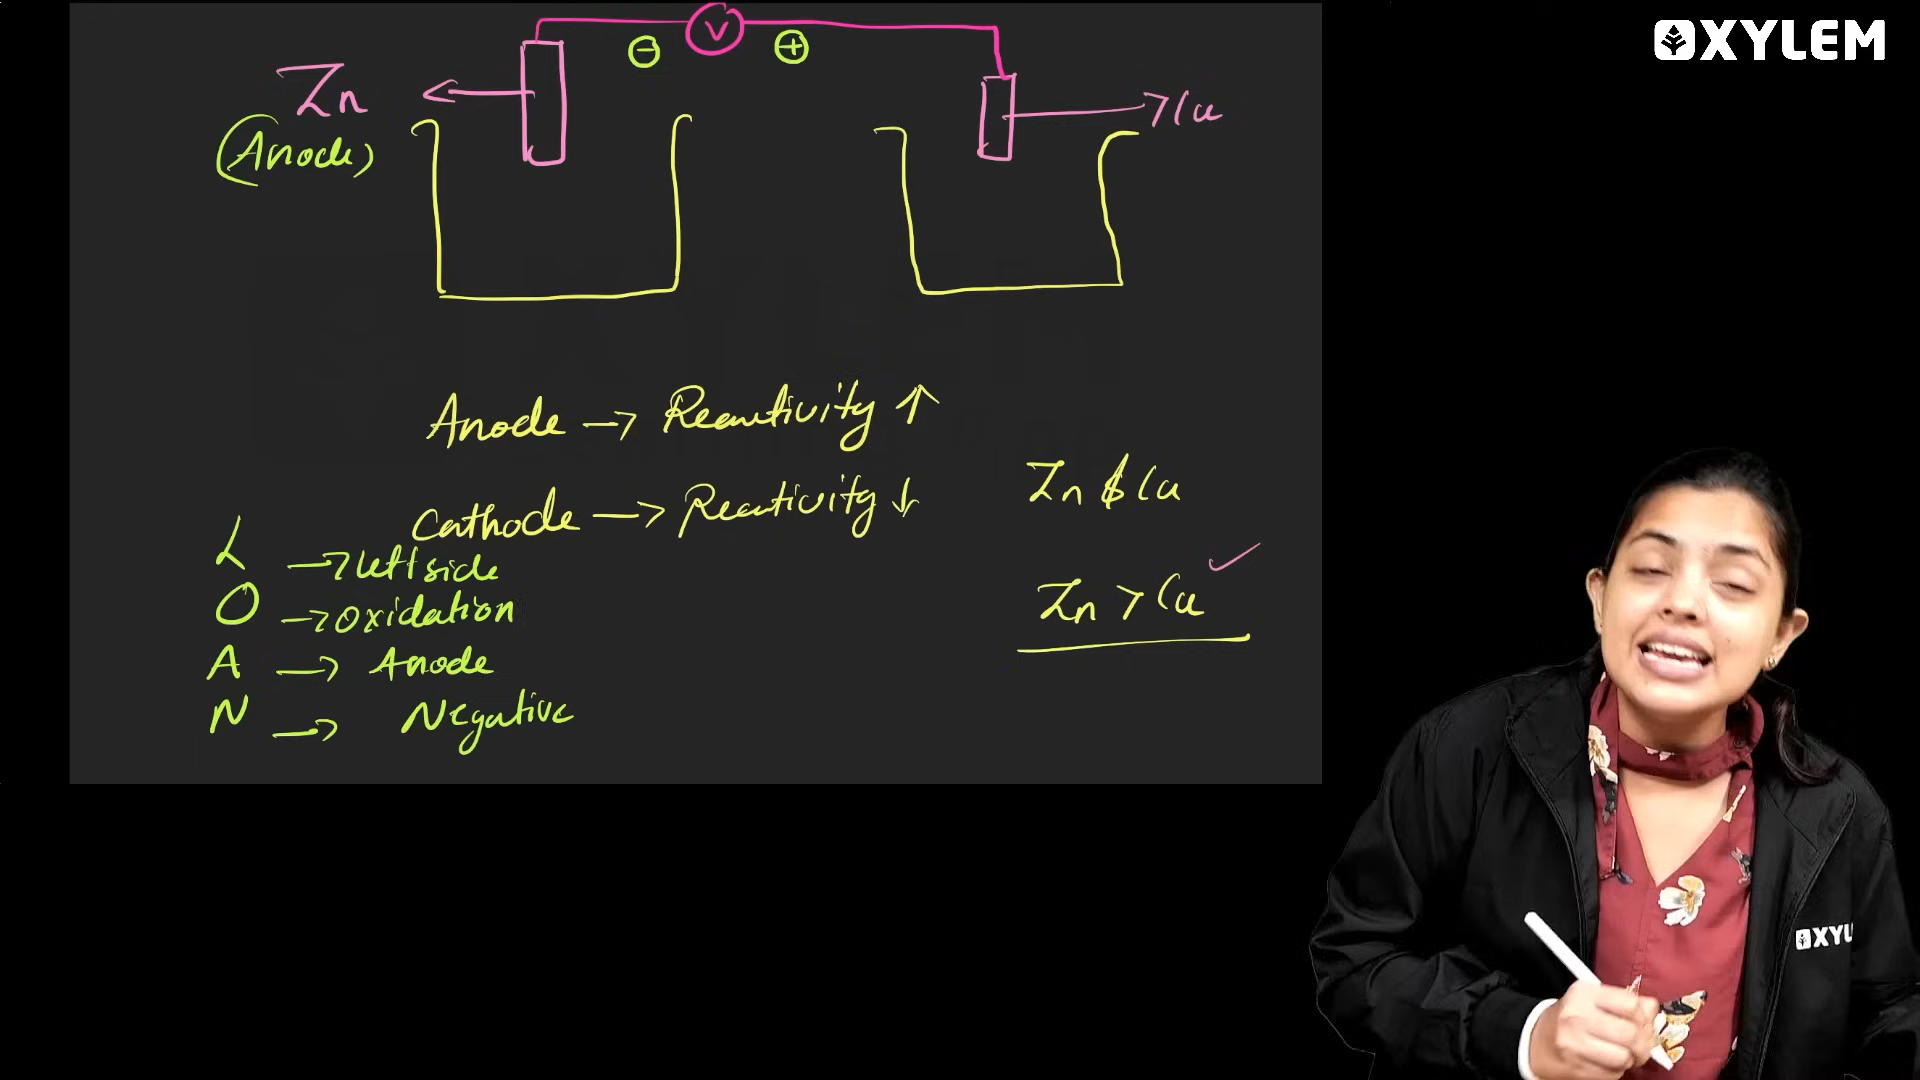 V
⊖ ⊕
Zn ← → Cu
(Anode)
Anode → Reactivity ↑
Cathode → Reactivity ↓
Zn & Cu
Zn > Cu ✓
L → left side
O → Oxidation
A → Anode
N → Negative
XYLEM
XYL